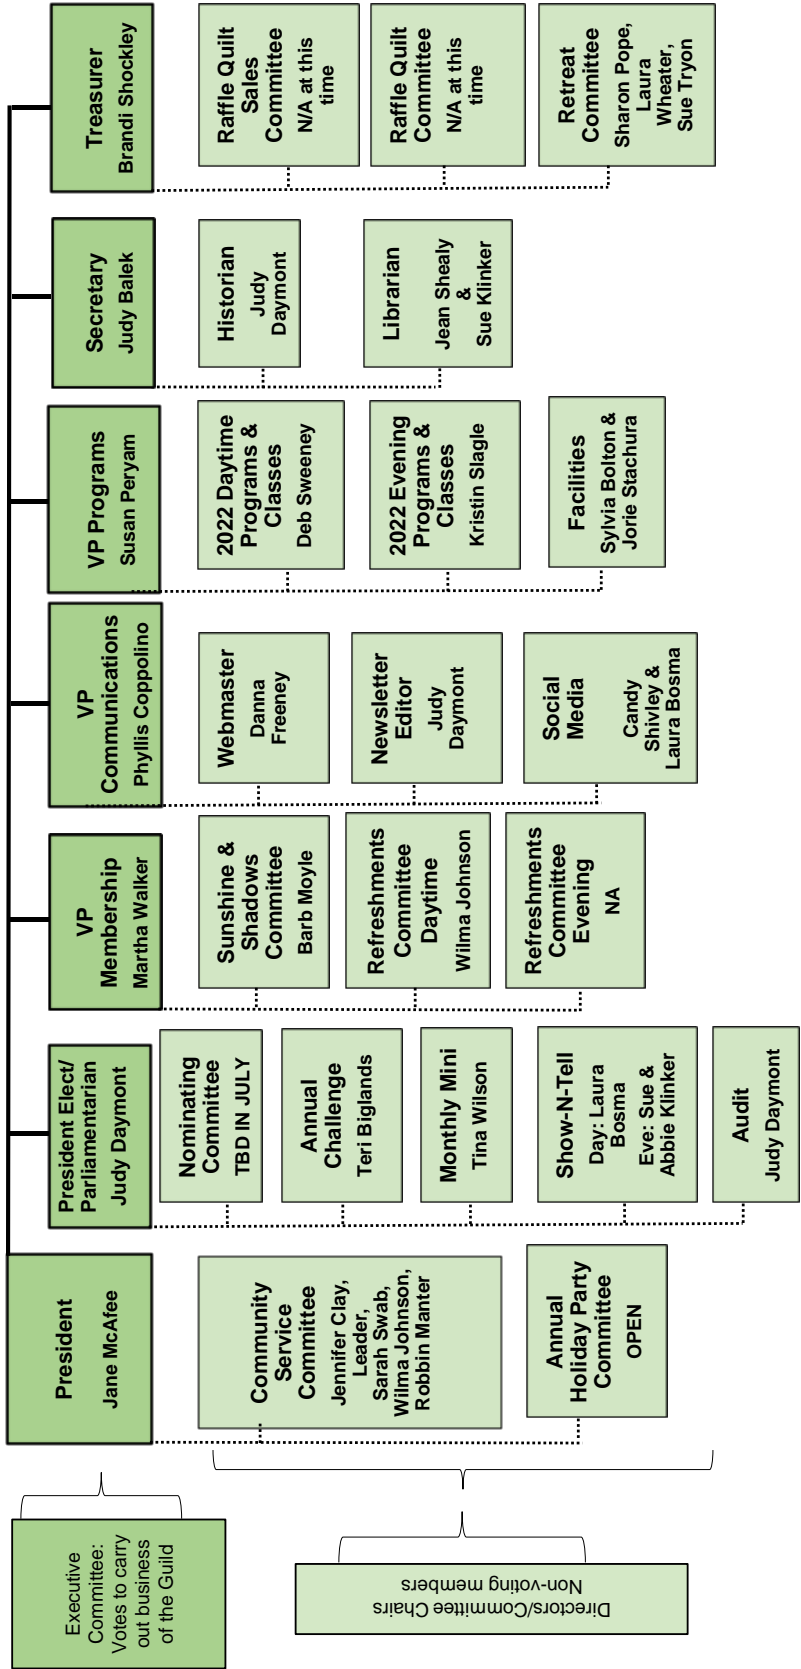 President
Jane McAfee
President Elect/
Parliamentarian
Judy Daymont
VP
Membership
Martha Walker
VP
Communications
Phyllis Coppolino
VP Programs
Susan Peryam
Secretary
Judy Balek
Treasurer
Brandi Shockley
Executive
Committee:
Votes to carry
out business
of the Guild
Directors/Committee Chairs
Non-voting members
Community
Service
Committee
Jennifer Clay,
Leader,
Sarah Swab,
Wilma Johnson,
Robbin Manter
Annual
Holiday Party
Committee
OPEN
Nominating
Committee
TBD IN JULY
Annual
Challenge
Teri Biglands
Monthly Mini
Tina Wilson
Show-N-Tell
Day: Laura
Bosma
Eve: Sue &
Abbie Klinker
Audit
Judy Daymont
Sunshine &
Shadows
Committee
Barb Moyle
Refreshments
Committee
Daytime
Wilma Johnson
Refreshments
Committee
Evening
NA
Webmaster
Danna
Freeney
Newsletter
Editor
Judy
Daymont
Social
Media
Candy
Shivley &
Laura Bosma
2022 Daytime
Programs &
Classes
Deb Sweeney
2022 Evening
Programs &
Classes
Kristin Slagle
Facilities
Sylvia Bolton &
Jorie Stachura
Historian
Judy
Daymont
Librarian
Jean Shealy
&
Sue Klinker
Raffle Quilt
Sales
Committee
N/A at this
time
Raffle Quilt
Committee
N/A at this
time
Retreat
Committee
Sharon Pope,
Laura
Wheater,
Sue Tryon